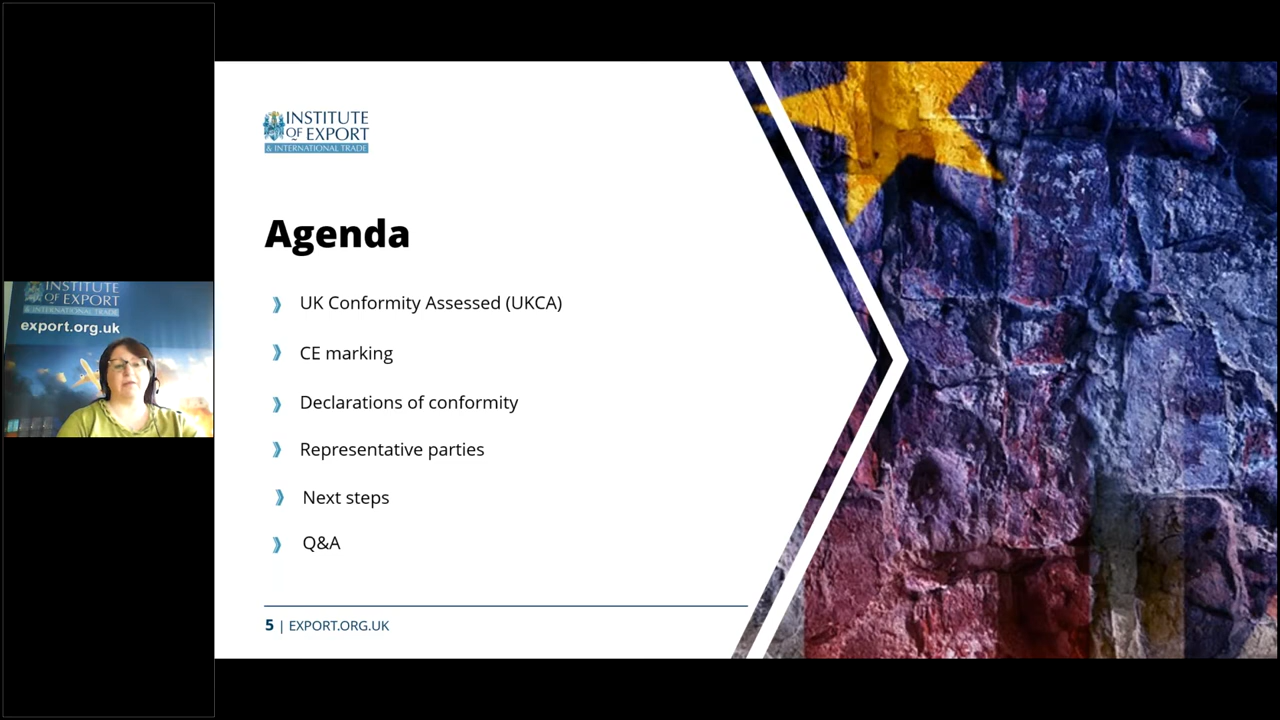 INSTITUTE
OF EXPORT
& INTERNATIONAL TRADE
export.org.uk
INSTITUTE
OF EXPORT
& INTERNATIONAL TRADE
Agenda
UK Conformity Assessed (UKCA)
CE marking
Declarations of conformity
Representative parties
Next steps
Q&A
5 | EXPORT.ORG.UK